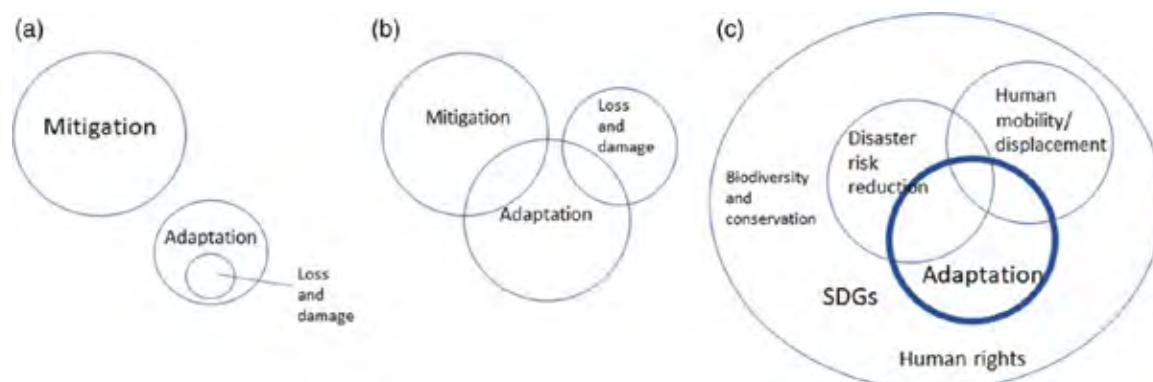 (a)
Mitigation
Adaptation
Loss
and
damage
(b)
Mitigation
Loss
and
damage
Adaptation
(c)
Human
mobility/
displacement
Disaster
risk
reduction
Biodiversity
and
conservation
Adaptation
SDGs
Human rights